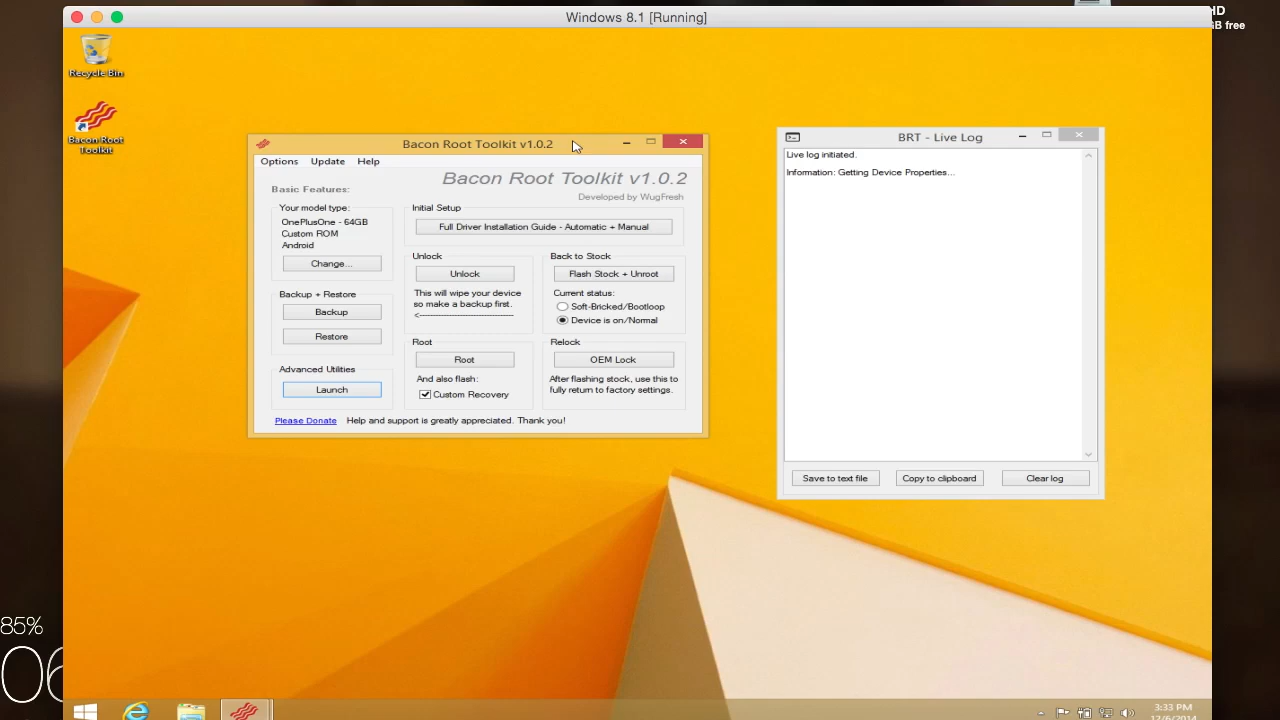 Windows 8.1 [Running]
HD
GB free
Recycle Bin
Bacon Root
Toolkit
Bacon Root Toolkit v1.0.2
Options Update Help
Bacon Root Toolkit v1.0.2
Developed by WugFresh
Basic Features:
Your model type:
OnePlusOne - 64GB
Custom ROM
Android
Change...
Initial Setup
Full Driver Installation Guide - Automatic + Manual
Unlock
Unlock
This will wipe your device
so make a backup first.
<-------------------------------
Back to Stock
Flash Stock + Unroot
Current status:
Soft-Bricked/Bootloop
Device is on/Normal
Backup + Restore
Backup
Restore
Root
Root
And also flash:
Custom Recovery
Relock
OEM Lock
After flashing stock, use this to
fully return to factory settings.
Advanced Utilities
Launch
Please Donate Help and support is greatly appreciated. Thank you!
BRT - Live Log
Live log initiated.
Information: Getting Device Properties...
Save to text file Copy to clipboard Clear log
85%
06
3:33 PM
12/6/2014